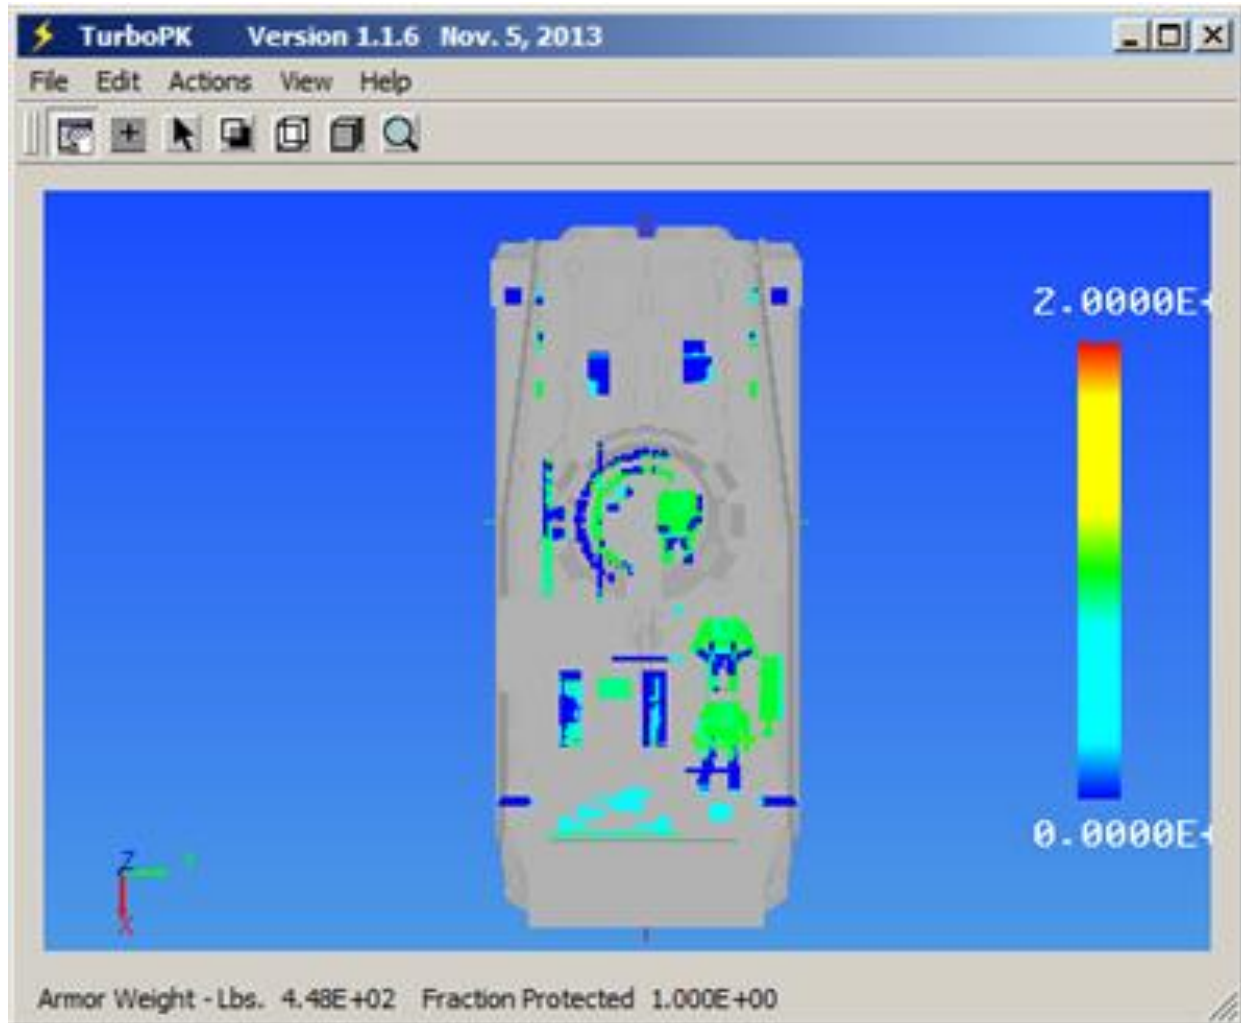 TurboPK Version 1.1.6 Nov. 5, 2013
File Edit Actions View Help
2.0000E+
0.0000E+
Z
X
Armor Weight - Lbs. 4.48E+02 Fraction Protected 1.000E+00